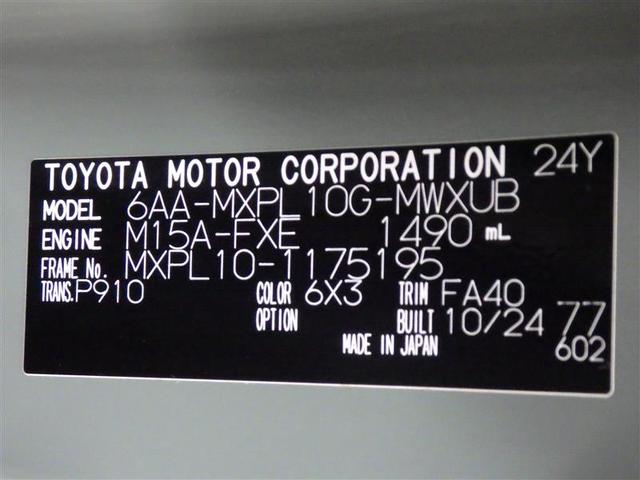 TOYOTA MOTOR CORPORATION 24Y
MODEL 6AA-MXPL10G-MWXUB
ENGINE M15A-FXE 1490 mL
FRAME No. MXPL10-1175195
TRANS. P910 COLOR 6X3 TRIM FA40
OPTION BUILT 10/24 77
MADE IN JAPAN 602